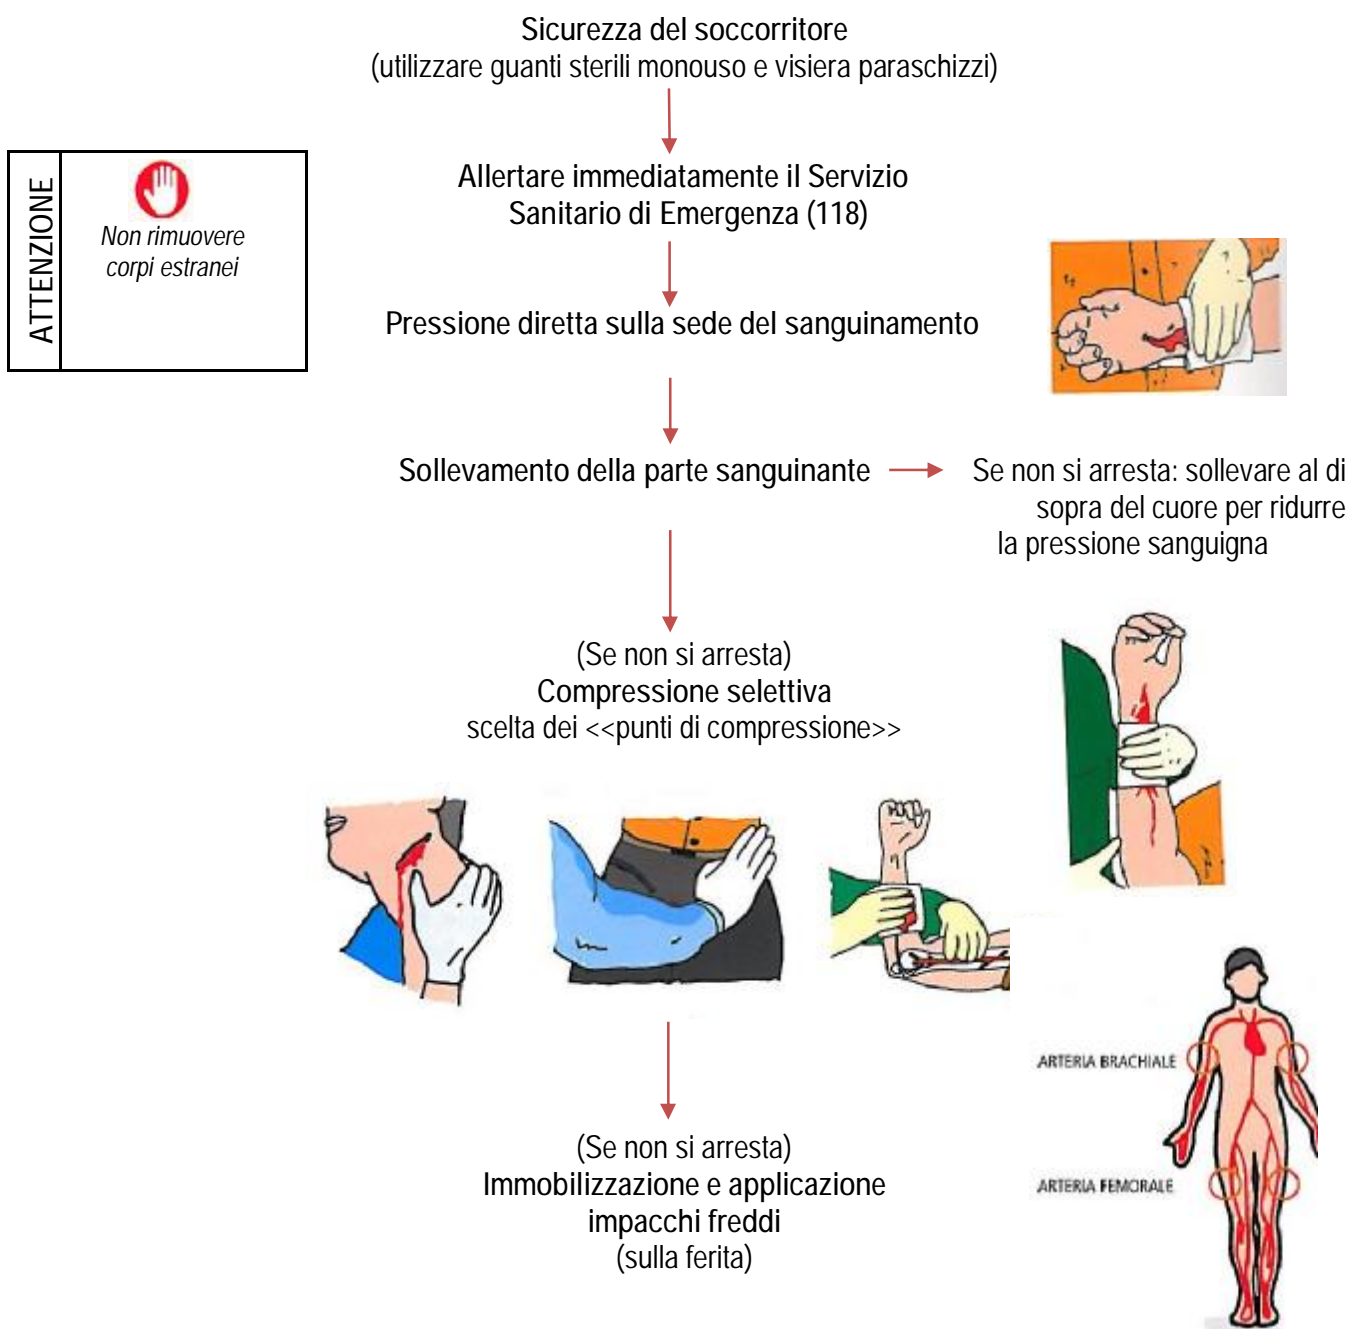 Sicurezza del soccorritore
(utilizzare guanti sterili monouso e visiera paraschizzi)
ATTENZIONE
Non rimuovere
corpi estranei
Allertare immediatamente il Servizio
Sanitario di Emergenza (118)
Pressione diretta sulla sede del sanguinamento
Sollevamento della parte sanguinante
Se non si arresta: sollevare al di
sopra del cuore per ridurre
la pressione sanguigna
(Se non si arresta)
Compressione selettiva
scelta dei <<punti di compressione>>
ARTERIA BRACHIALE
ARTERIA FEMORALE
(Se non si arresta)
Immobilizzazione e applicazione
impacchi freddi
(sulla ferita)